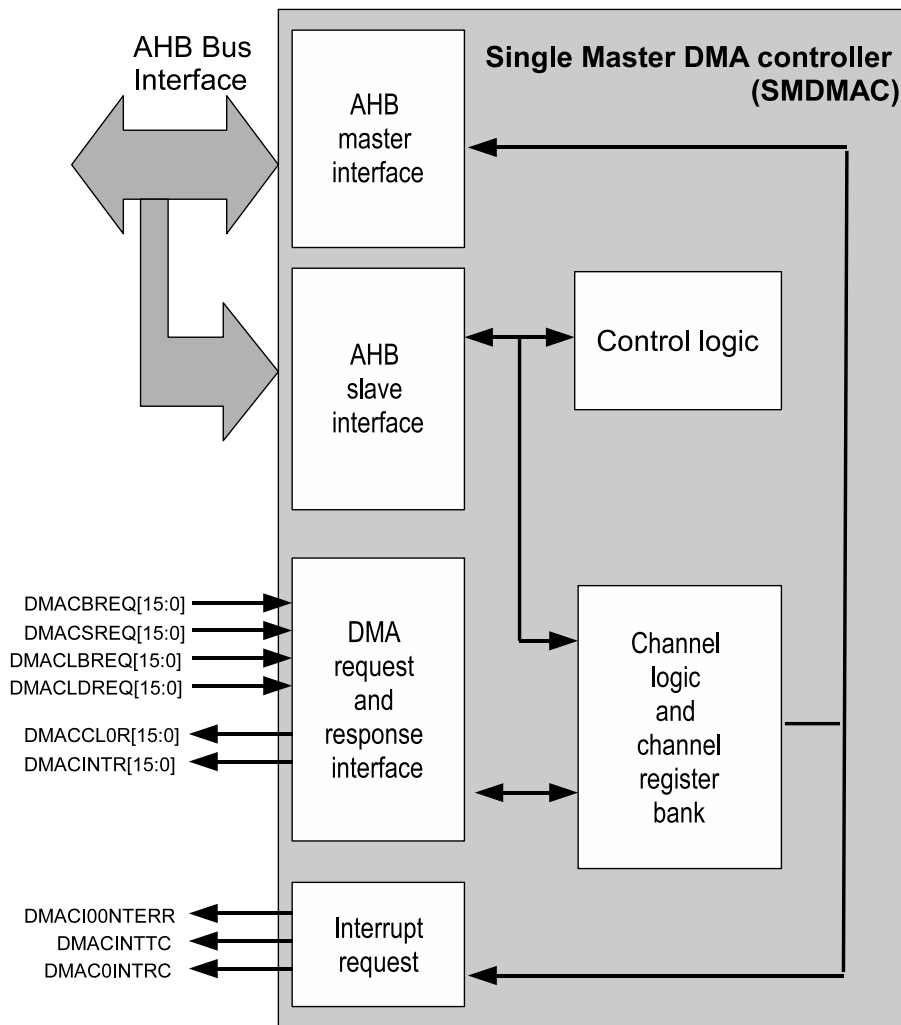 AHB Bus
Interface
Single Master DMA controller
(SMDMAC)
AHB
master
interface
AHB
slave
interface
Control logic
DMACBREQ[15:0]
DMACSREQ[15:0]
DMACLBREQ[15:0]
DMACLDREQ[15:0]
DMACCL0R[15:0]
DMACINTR[15:0]
DMA
request
and
response
interface
Channel
logic
and
channel
register
bank
DMACI00NTERR
DMACINTTC
DMAC0INTRC
Interrupt
request